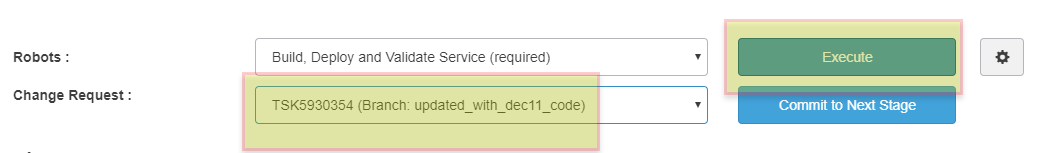 Robots : Build, Deploy and Validate Service (required) Execute
Change Request : TSK5930354 (Branch: updated_with_dec11_code) Commit to Next Stage